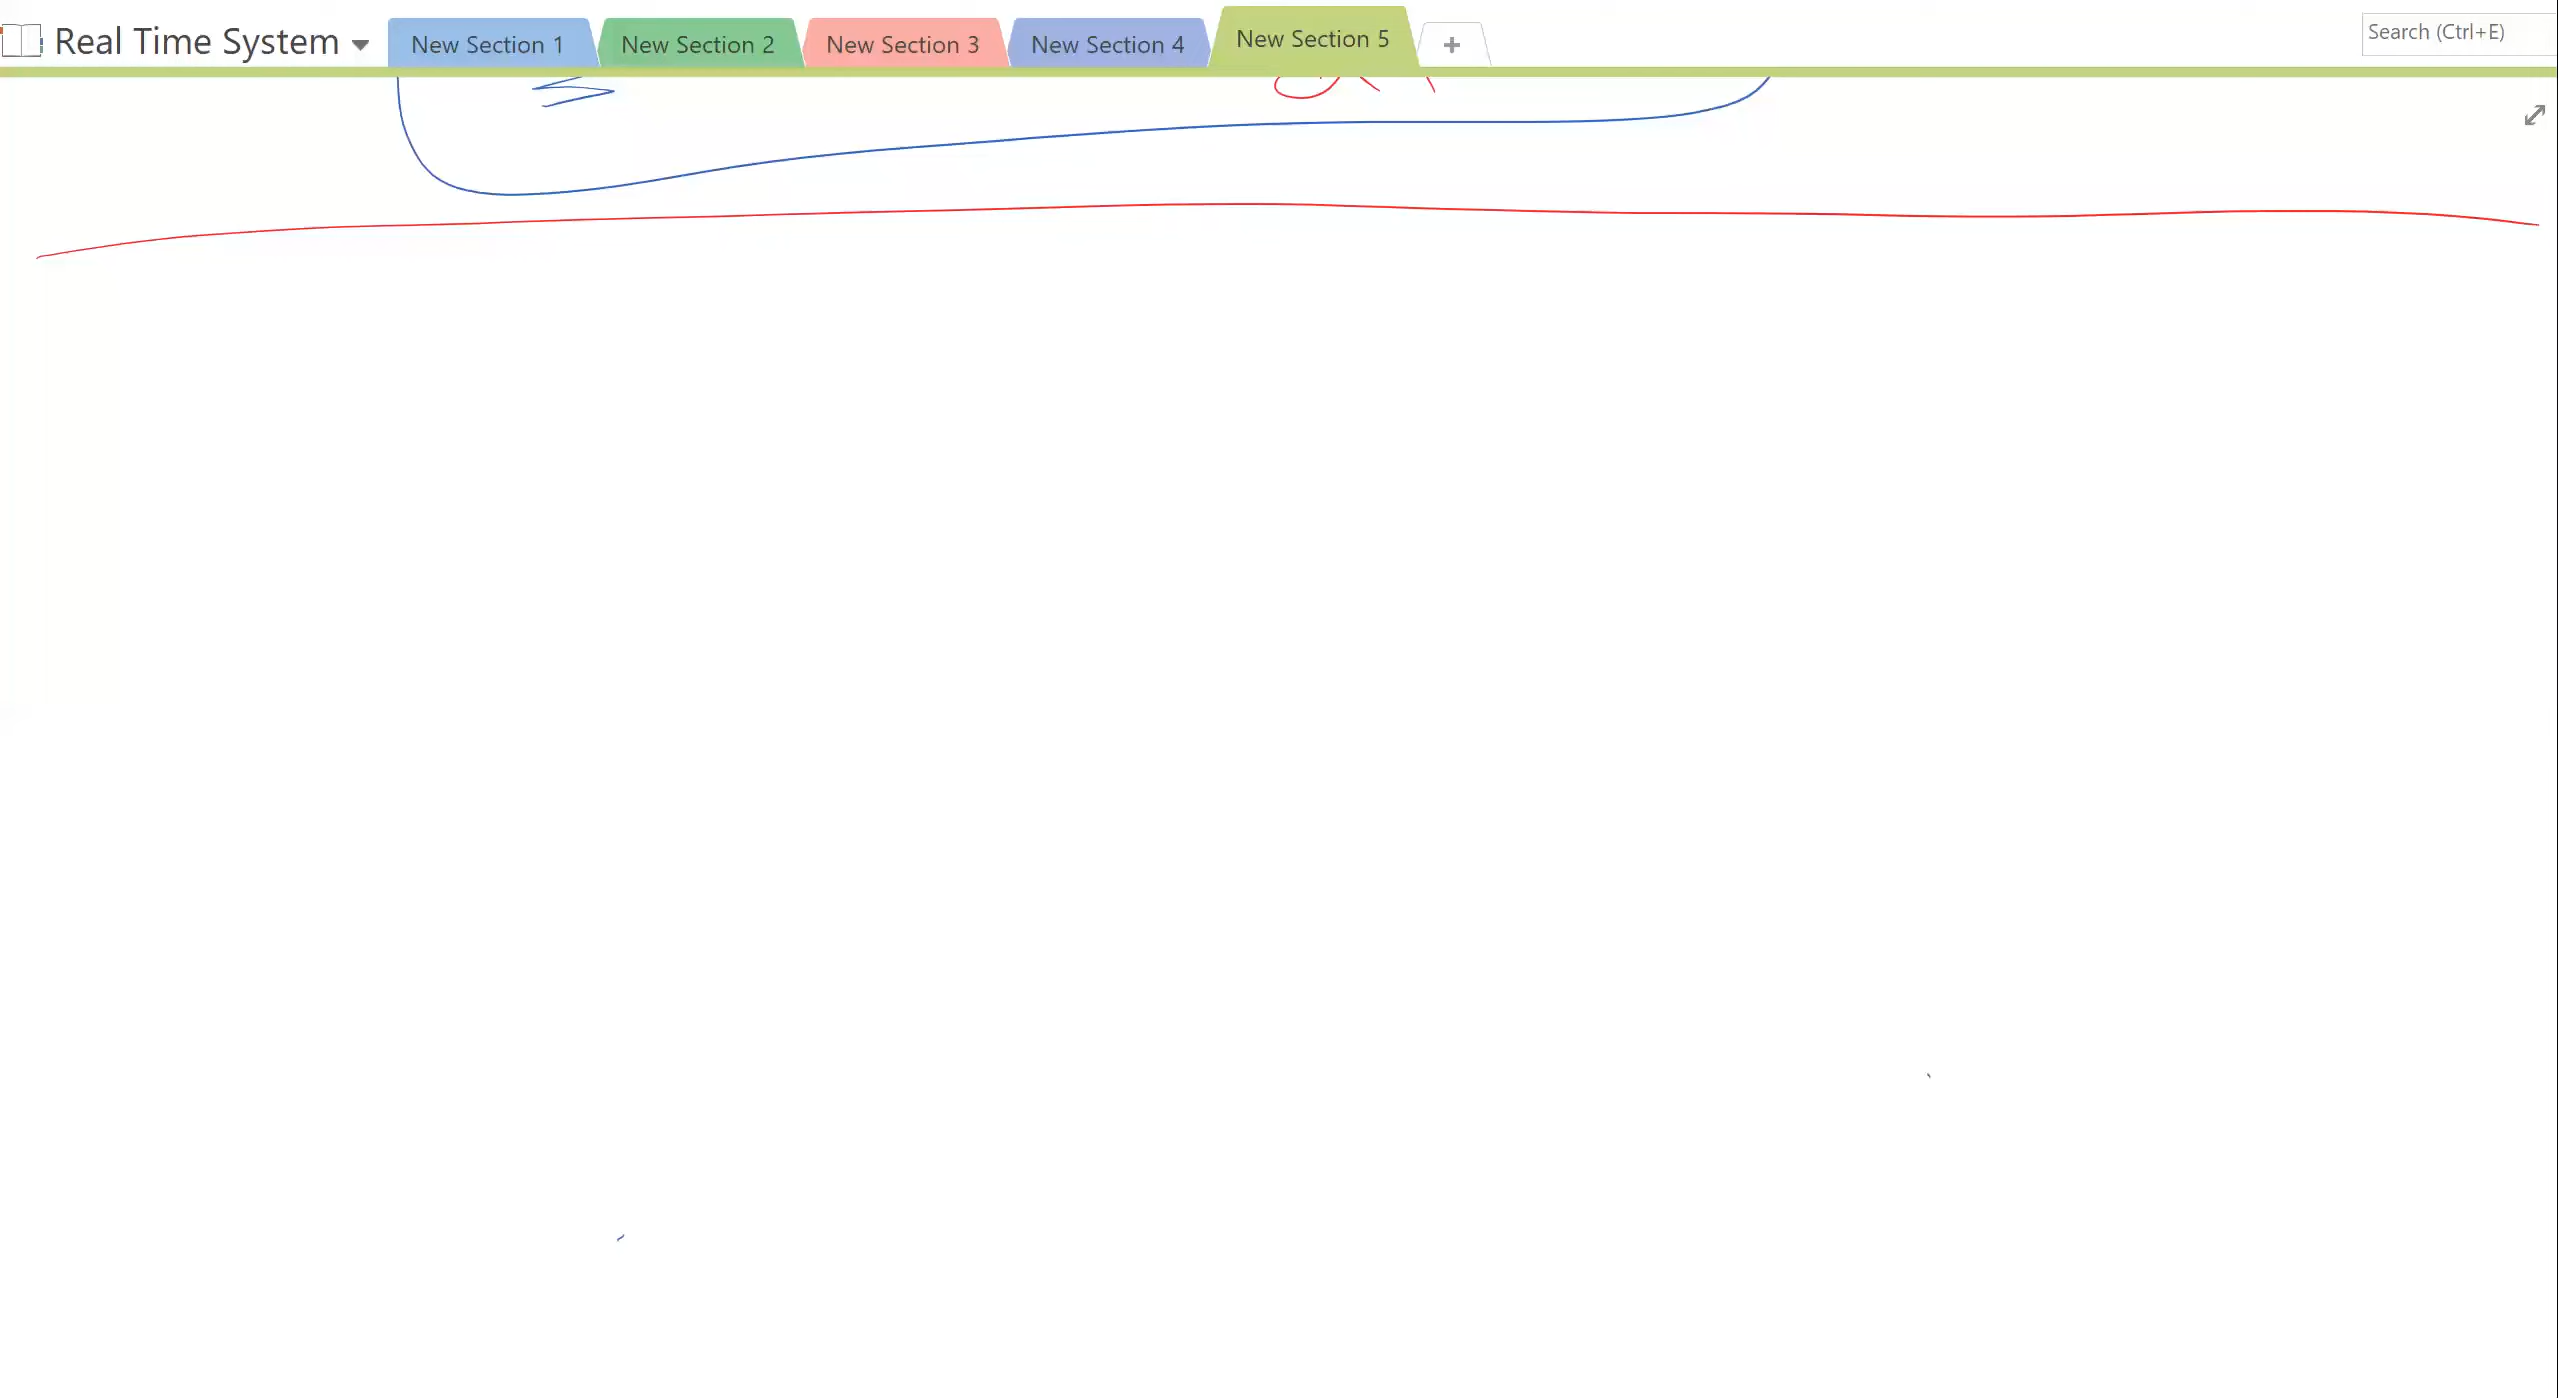 Real Time System
New Section 1
New Section 2
New Section 3
New Section 4
New Section 5
+
Search (Ctrl+E)